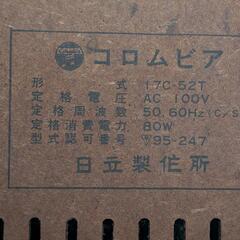 コロムビア
形式 17C-52T
定格電圧 AC 100V
定格周波数 50,60Hz(C/S)
定格消費電力 80W
型式認可番号 95-247
日立製作所